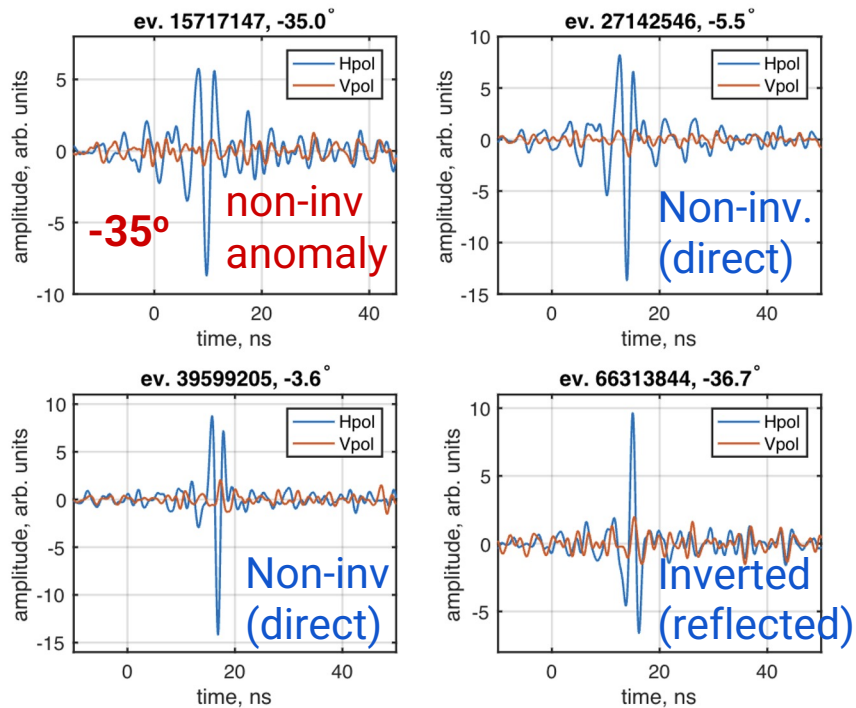 ev. 15717147, -35.0°
Hpol
Vpol
amplitude, arb. units
5
0
-5
-10
-35º
non-inv
anomaly
0
20
40
time, ns
ev. 27142546, -5.5°
Hpol
Vpol
amplitude, arb. units
10
5
0
-5
-10
-15
Non-inv.
(direct)
0
20
40
time, ns
ev. 39599205, -3.6°
Hpol
Vpol
amplitude, arb. units
10
5
0
-5
-10
-15
Non-inv
(direct)
0
20
40
time, ns
ev. 66313844, -36.7°
Hpol
Vpol
amplitude, arb. units
10
5
0
-5
Inverted
(reflected)
0
20
40
time, ns